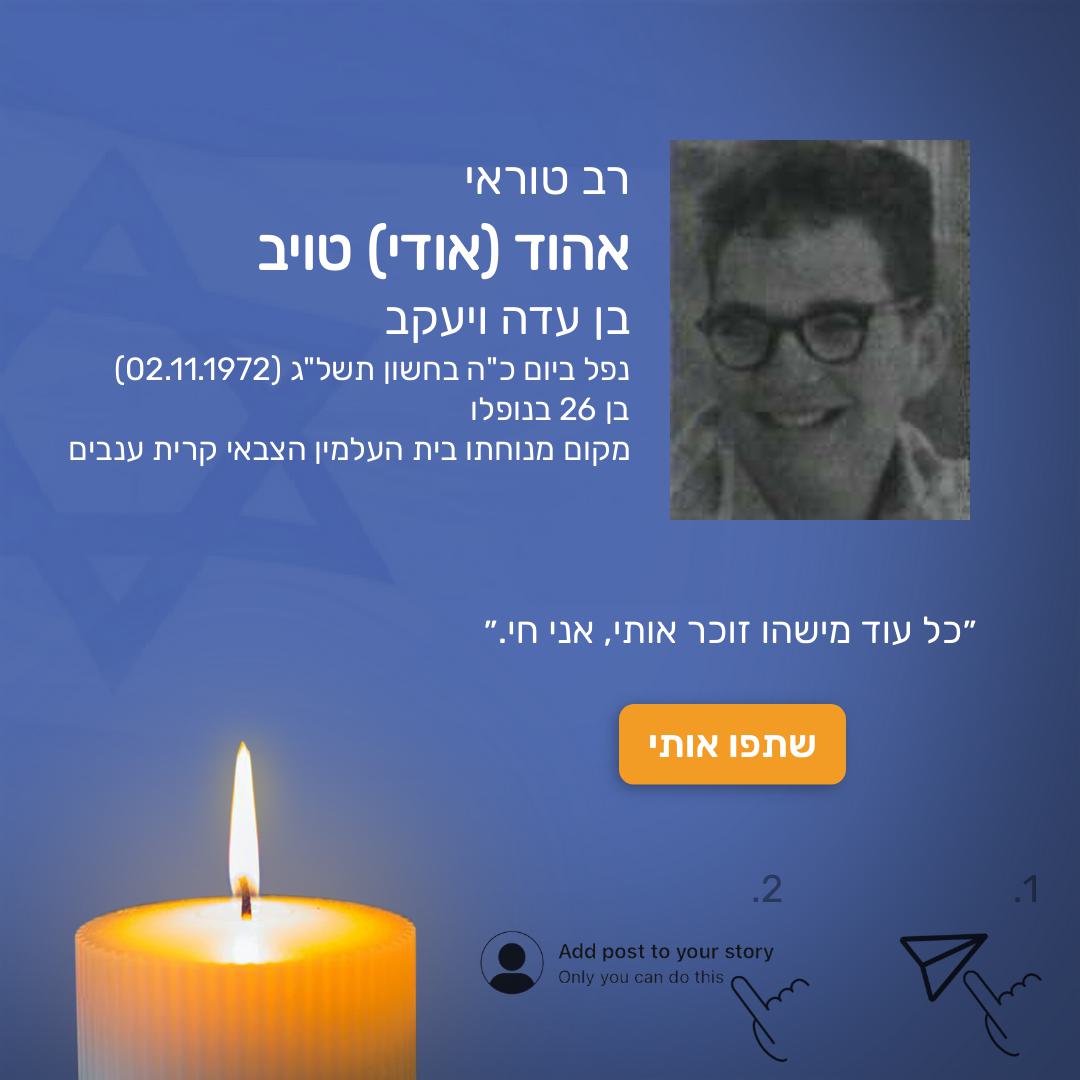 רב טוראי
אהוד (אודי) טויב
בן עדה ויעקב
נפל ביום כ"ה בחשון תשל"ג (02.11.1972)
בן 26 בנופלו
מקום מנוחתו בית העלמין הצבאי קרית ענבים
״כל עוד מישהו זוכר אותי, אני חי.״
שתפו אותי
1.
2.
Add post to your story
Only you can do this